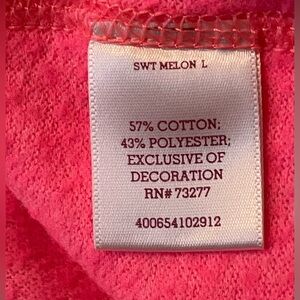 SWT MELON L
57% COTTON;
43% POLYESTER;
EXCLUSIVE OF
DECORATION
RN# 73277
400654102912